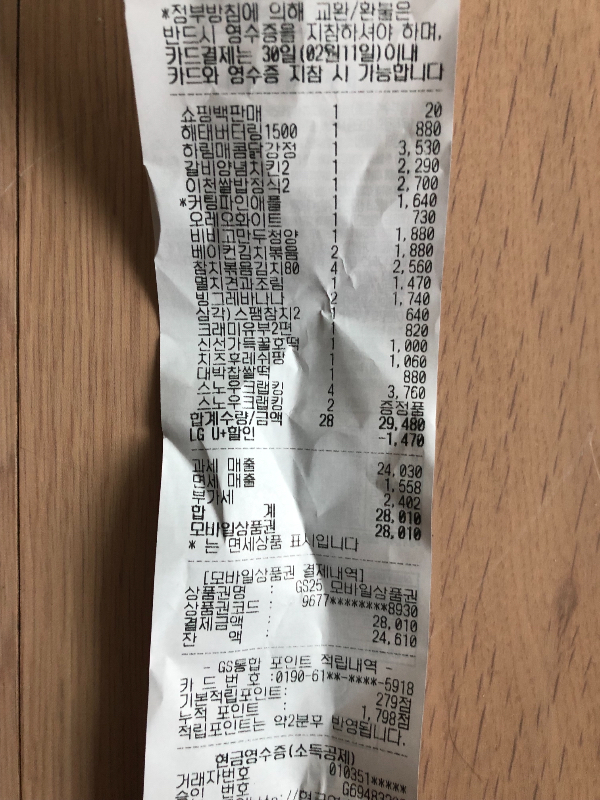 *정부방침에 의해 교환/환불은
반드시 영수증을 지참하셔야 하며,
카드결제는 30일(02월11일)이내
카드와 영수증 지참 시 가능합니다
쇼핑백판매 1 20
해태버터링1500 1 880
하림매콤닭강정 1 3,530
갈비양념치킨2 1 2,290
이천쌀밥정식2 1 2,700
*커팅파인애플 1 1,640
오레오화이트 1 730
비비고만두청양 1 1,880
베이컨김치볶음 2 1,880
참치볶음김치80 4 2,560
멸치견과조림 1 1,470
빙그레바나나 2 1,740
삼각)스팸참치2 1 640
크래미유부2편 1 820
신선가득꿀호떡 1 1,000
치즈후레쉬팡 1 1,060
대박찹쌀떡 1 880
스노우크랩킹 4 3,760
스노우크랩킹 2 증정품
합계수량/금액 28 29,480
LG U+할인 -1,470
과세 매출 24,030
면세 매출 1,558
부가세 2,402
합 계 28,010
모바일상품권 28,010
* 는 면세상품 표시입니다
[모바일상품권 결제내역]
상품권명 : GS25 모바일상품권
상품권코드 : 9677********8930
결제금액 : 28,010
잔 액 : 24,610
- GS통합 포인트 적립내역 -
카 드 번 호 :0190-61**-****-5918
기본적립포인트: 279점
누적 포인트 : 1,798점
적립포인트는 약2분후 반영됩니다.
현금영수증(소득공제)
거래자번호 010351*****
승인 번호